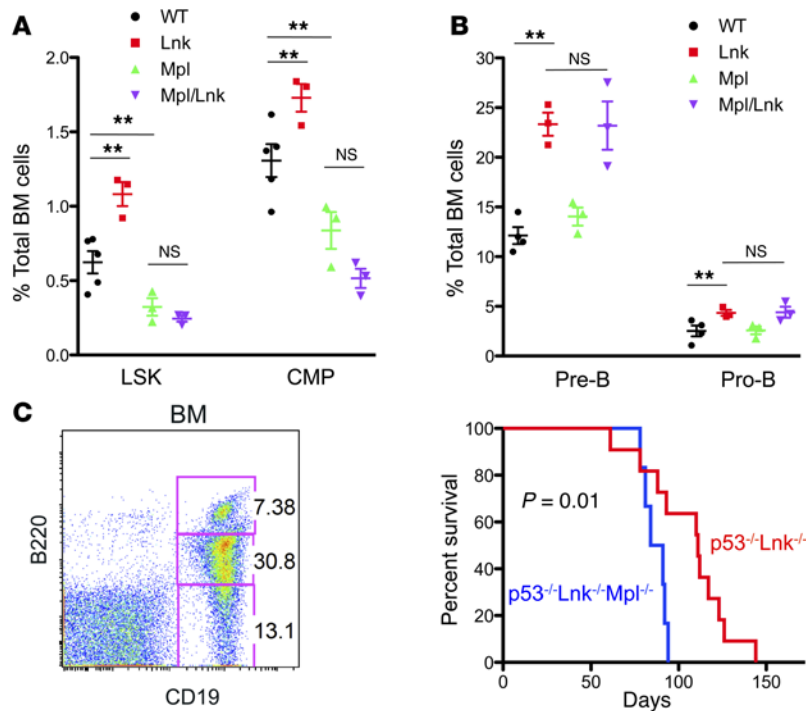 A
WT
Lnk
Mpl
Mpl/Lnk
% Total BM cells
2.0
1.5
1.0
0.5
0.0
**
**
**
**
NS
NS
LSK
CMP
B
WT
Lnk
Mpl
Mpl/Lnk
% Total BM cells
30
25
20
15
10
5
0
**
NS
**
NS
Pre-B
Pro-B
C
BM
B220
7.38
30.8
13.1
CD19
Percent survival
100
80
60
40
20
0
P = 0.01
p53-/-Lnk-/-
p53-/-Lnk-/-Mpl-/-
0
50
100
150
Days